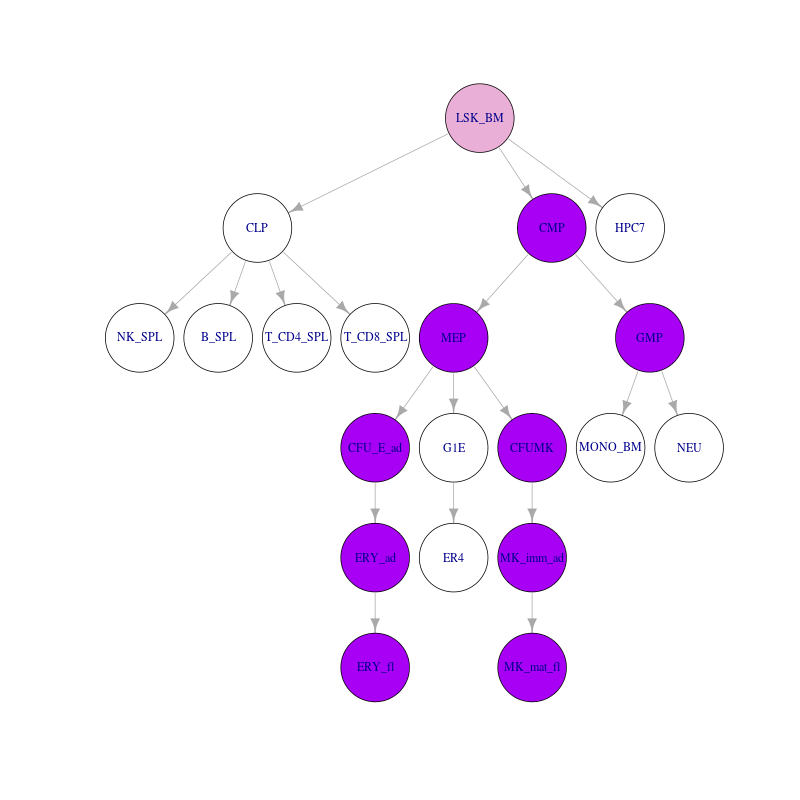 LSK_BM
CLP
CMP
HPC7
NK_SPL
B_SPL
T_CD4_SPL
T_CD8_SPL
MEP
GMP
CFU_E_ad
G1E
CFUMK
MONO_BM
NEU
ERY_ad
ER4
MK_imm_ad
ERY_fl
MK_mat_fl